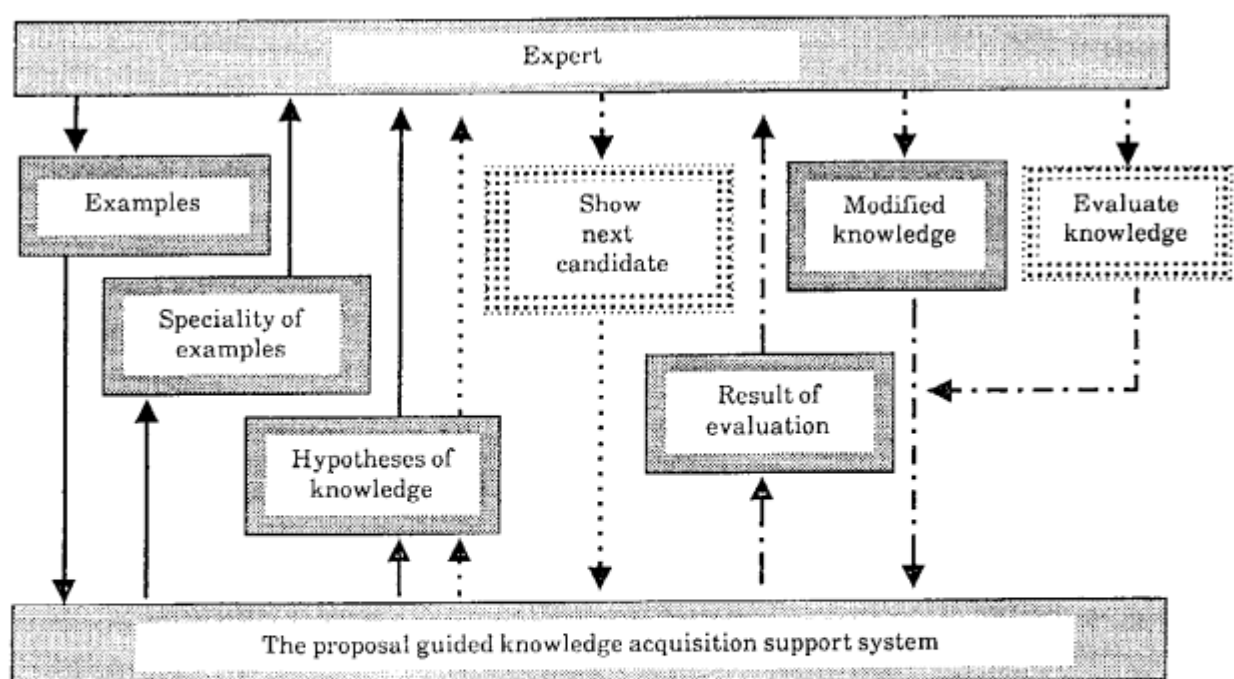 Expert
Examples
Speciality of
examples
Hypotheses of
knowledge
Show
next
candidate
Result of
evaluation
Modified
knowledge
Evaluate
knowledge
The proposal guided knowledge acquisition support system